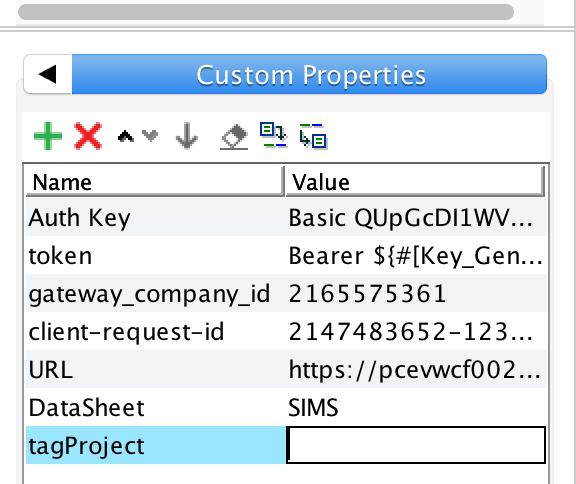 Custom Properties
Name Value
Auth Key Basic QUpGcDI1WV...
token Bearer ${#[Key_Gen...
gateway_company_id 2165575361
client-request-id 2147483652-123...
URL https://pcevwcf002...
DataSheet SIMS
tagProject